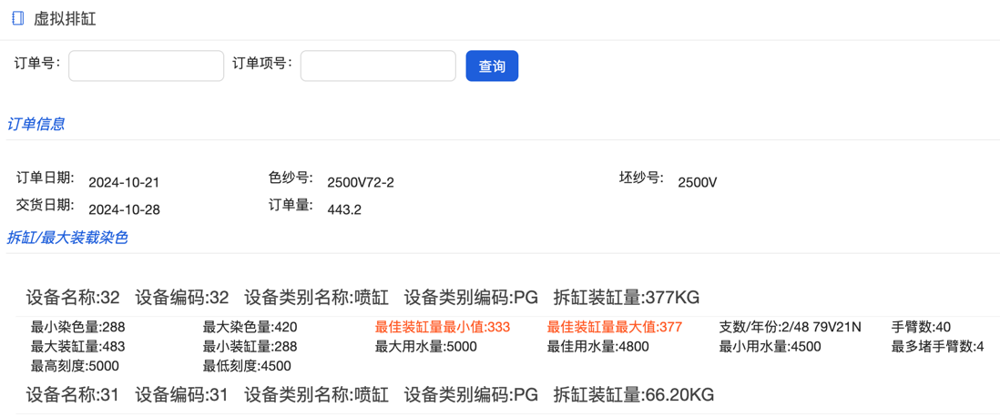 虚拟排缸
订单号: 订单项号: 查询
订单信息
订单日期: 2024-10-21 色纱号: 2500V72-2 坯纱号: 2500V
交货日期: 2024-10-28 订单量: 443.2
拆缸/最大装载染色
设备名称:32 设备编码:32 设备类别名称:喷缸 设备类别编码:PG 拆缸装缸量:377KG
最小染色量:288 最大染色量:420 最佳装缸量最小值:333 最佳装缸量最大值:377 支数/年份:2/48 79V21N 手臂数:40
最大装缸量:483 最小装缸量:288 最大用水量:5000 最佳用水量:4800 最小用水量:4500 最多堵手臂数:4
最高刻度:5000 最低刻度:4500
设备名称:31 设备编码:31 设备类别名称:喷缸 设备类别编码:PG 拆缸装缸量:66.20KG